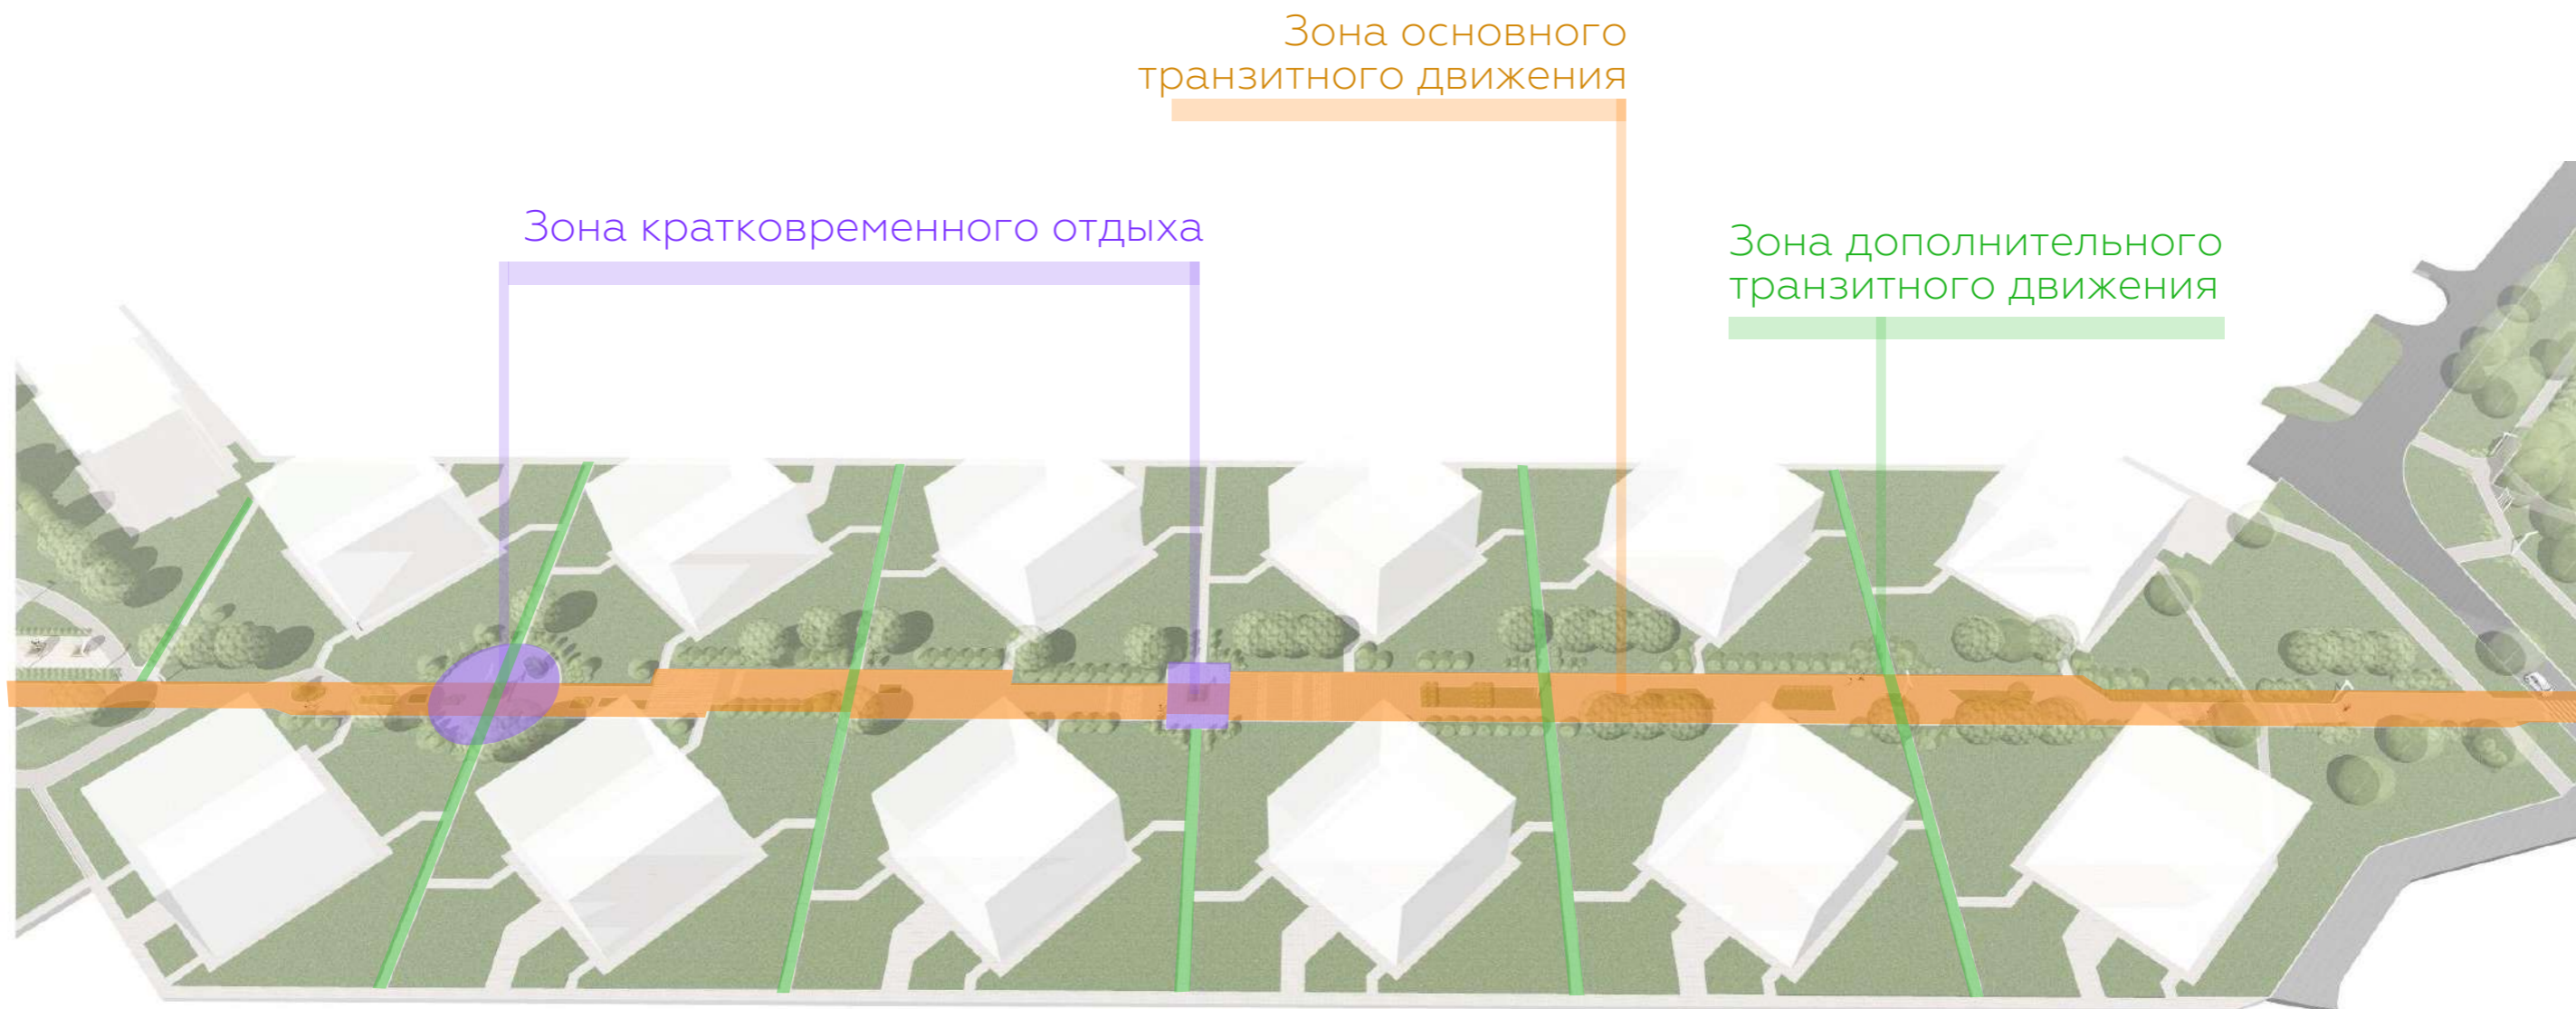 Зона основного
транзитного движения
Зона кратковременного отдыха
Зона дополнительного
транзитного движения